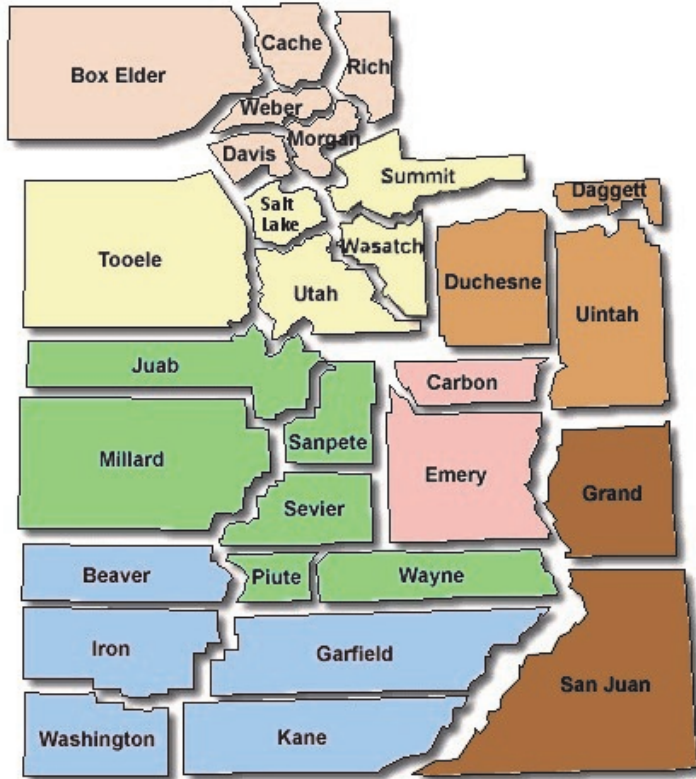 Cache
Rich
Box Elder
Weber
Morgan
Davis
Summit
Daggett
Salt
Lake
Wasatch
Tooele
Duchesne
Utah
Uintah
Juab
Carbon
Sanpete
Millard
Emery
Grand
Sevier
Beaver
Piute
Wayne
Iron
Garfield
San Juan
Washington
Kane